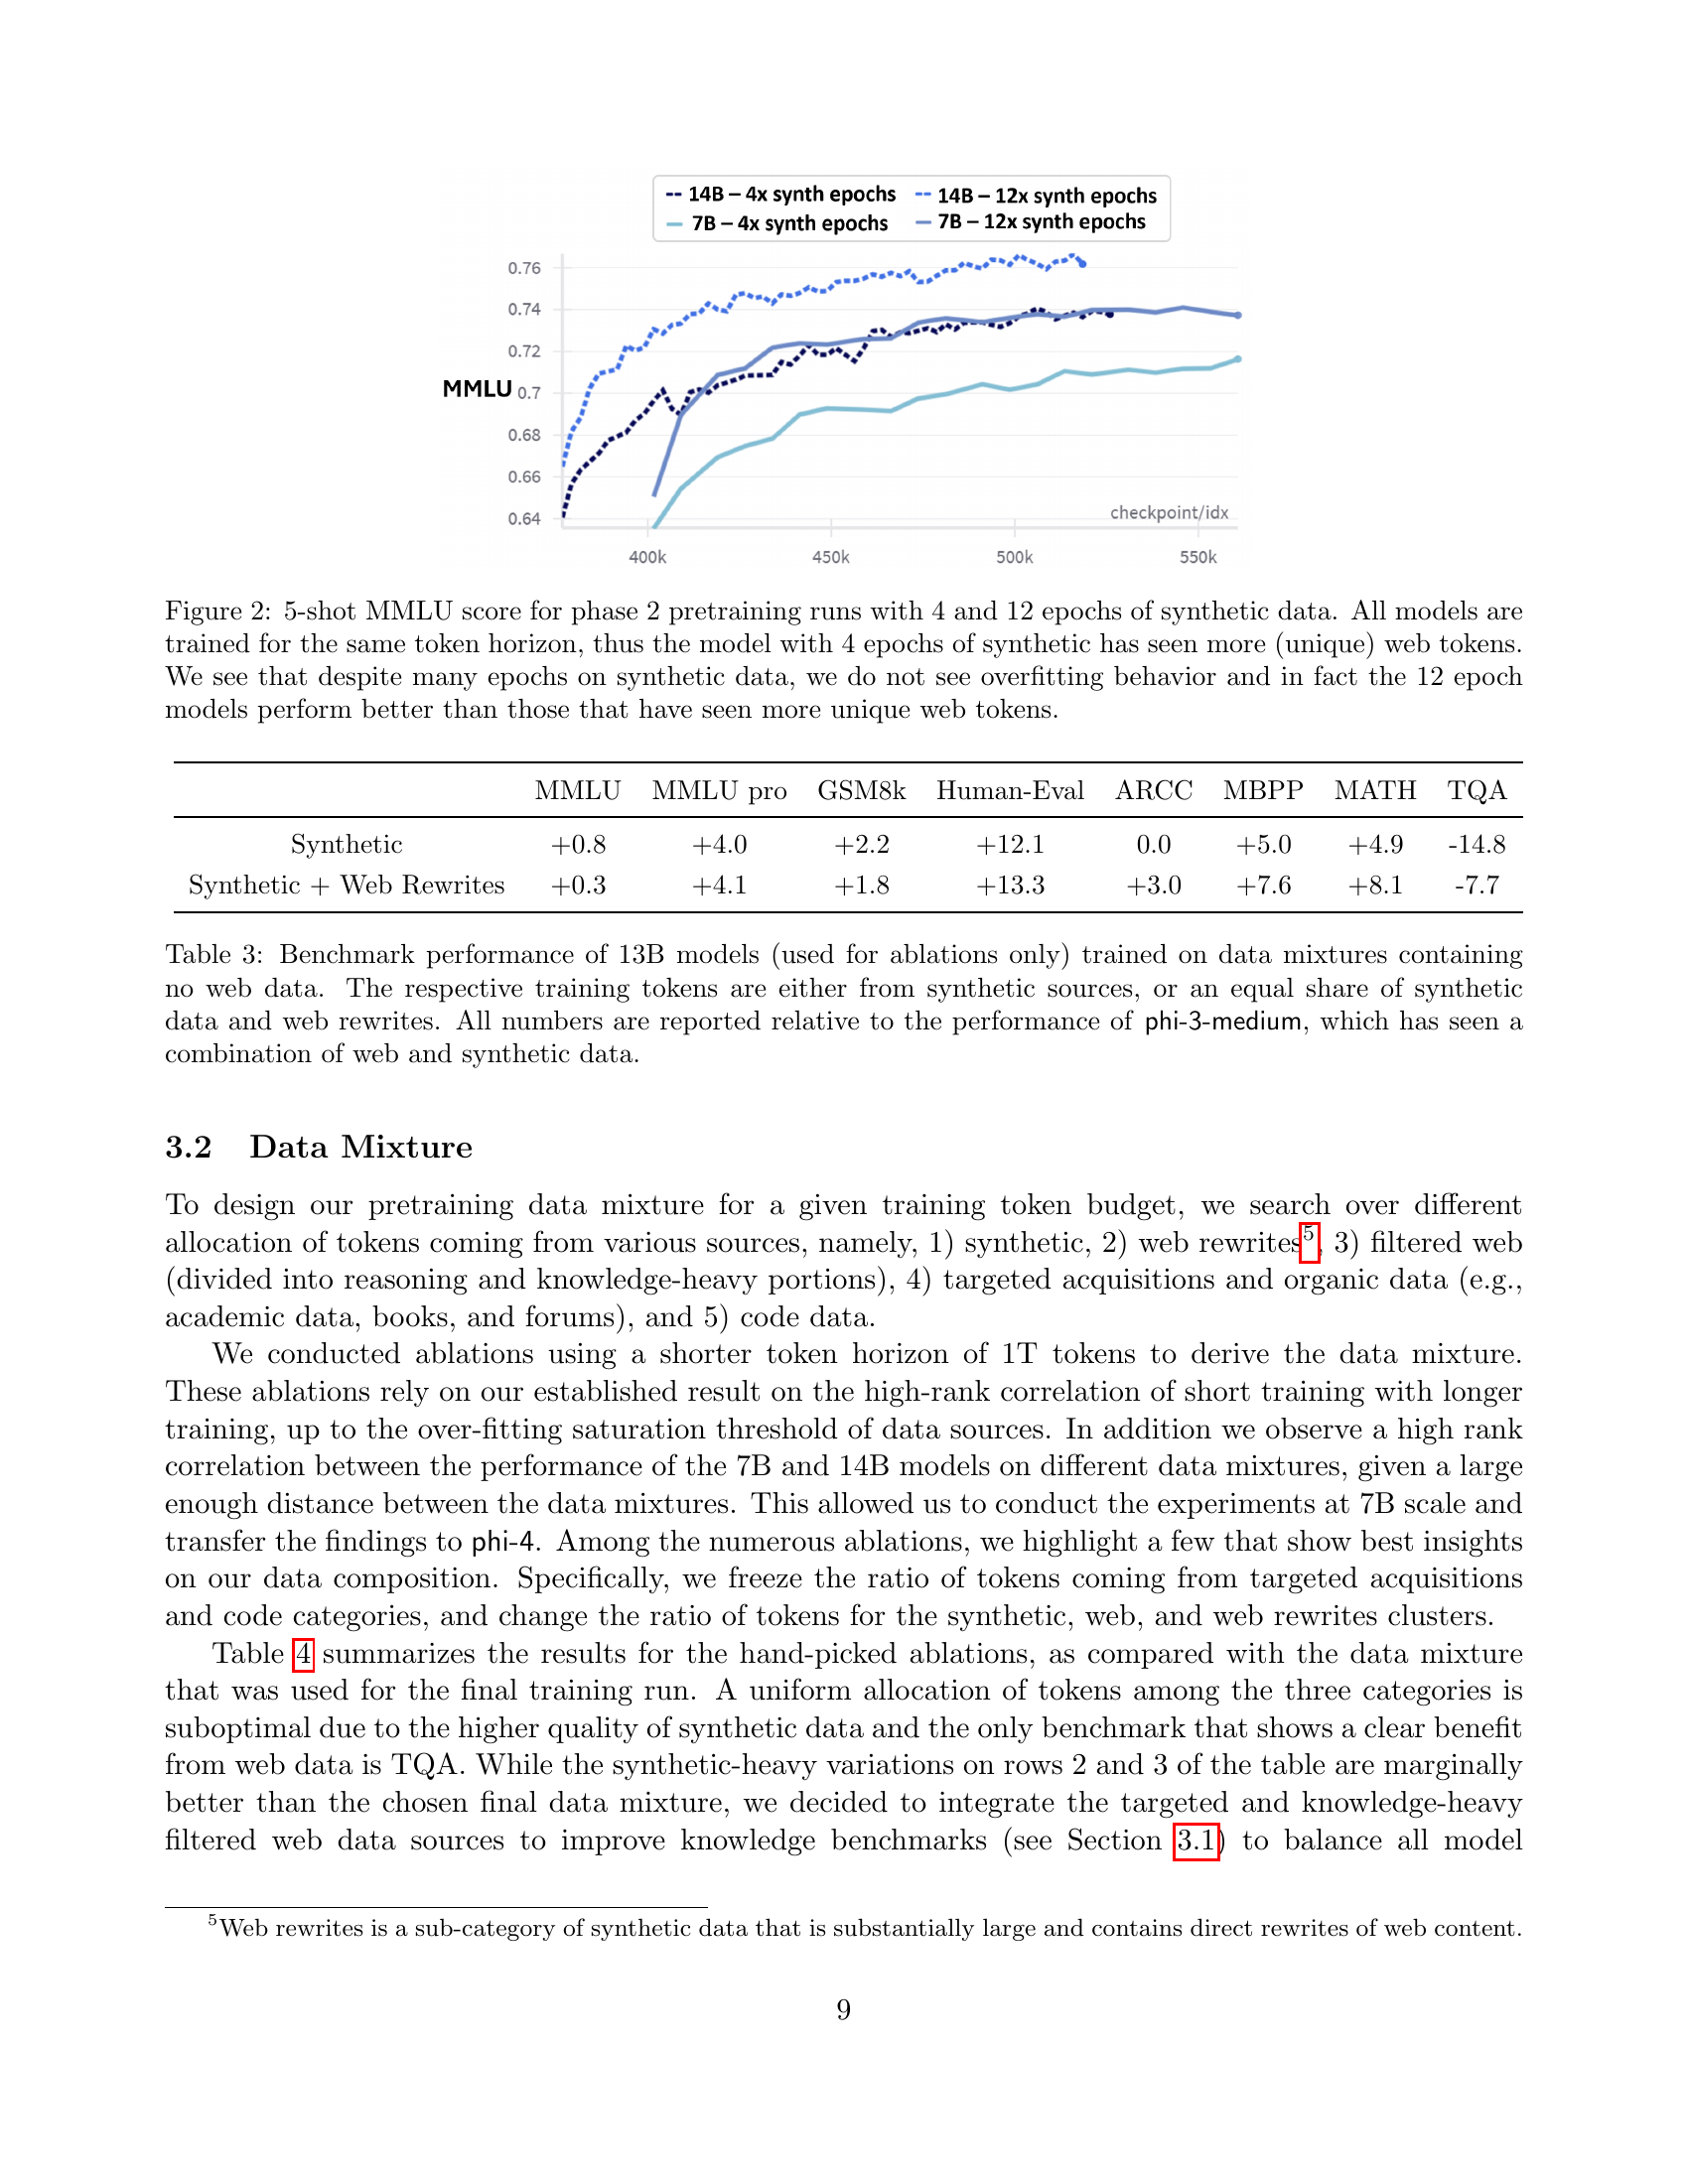 14B – 4x synth epochs 14B – 12x synth epochs
7B – 4x synth epochs 7B – 12x synth epochs
0.76
0.74
0.72
MMLU 0.7
0.68
0.66
0.64
checkpoint/idx
400k 450k 500k 550k
Figure 2: 5-shot MMLU score for phase 2 pretraining runs with 4 and 12 epochs of synthetic data. All models are
trained for the same token horizon, thus the model with 4 epochs of synthetic has seen more (unique) web tokens.
We see that despite many epochs on synthetic data, we do not see overfitting behavior and in fact the 12 epoch
models perform better than those that have seen more unique web tokens.
MMLU MMLU pro GSM8k Human-Eval ARCC MBPP MATH TQA
Synthetic +0.8 +4.0 +2.2 +12.1 0.0 +5.0 +4.9 -14.8
Synthetic + Web Rewrites +0.3 +4.1 +1.8 +13.3 +3.0 +7.6 +8.1 -7.7
Table 3: Benchmark performance of 13B models (used for ablations only) trained on data mixtures containing
no web data. The respective training tokens are either from synthetic sources, or an equal share of synthetic
data and web rewrites. All numbers are reported relative to the performance of phi-3-medium, which has seen a
combination of web and synthetic data.
3.2 Data Mixture
To design our pretraining data mixture for a given training token budget, we search over different
allocation of tokens coming from various sources, namely, 1) synthetic, 2) web rewrites5, 3) filtered web
(divided into reasoning and knowledge-heavy portions), 4) targeted acquisitions and organic data (e.g.,
academic data, books, and forums), and 5) code data.
We conducted ablations using a shorter token horizon of 1T tokens to derive the data mixture.
These ablations rely on our established result on the high-rank correlation of short training with longer
training, up to the over-fitting saturation threshold of data sources. In addition we observe a high rank
correlation between the performance of the 7B and 14B models on different data mixtures, given a large
enough distance between the data mixtures. This allowed us to conduct the experiments at 7B scale and
transfer the findings to phi-4. Among the numerous ablations, we highlight a few that show best insights
on our data composition. Specifically, we freeze the ratio of tokens coming from targeted acquisitions
and code categories, and change the ratio of tokens for the synthetic, web, and web rewrites clusters.
Table 4 summarizes the results for the hand-picked ablations, as compared with the data mixture
that was used for the final training run. A uniform allocation of tokens among the three categories is
suboptimal due to the higher quality of synthetic data and the only benchmark that shows a clear benefit
from web data is TQA. While the synthetic-heavy variations on rows 2 and 3 of the table are marginally
better than the chosen final data mixture, we decided to integrate the targeted and knowledge-heavy
filtered web data sources to improve knowledge benchmarks (see Section 3.1) to balance all model
5Web rewrites is a sub-category of synthetic data that is substantially large and contains direct rewrites of web content.
9